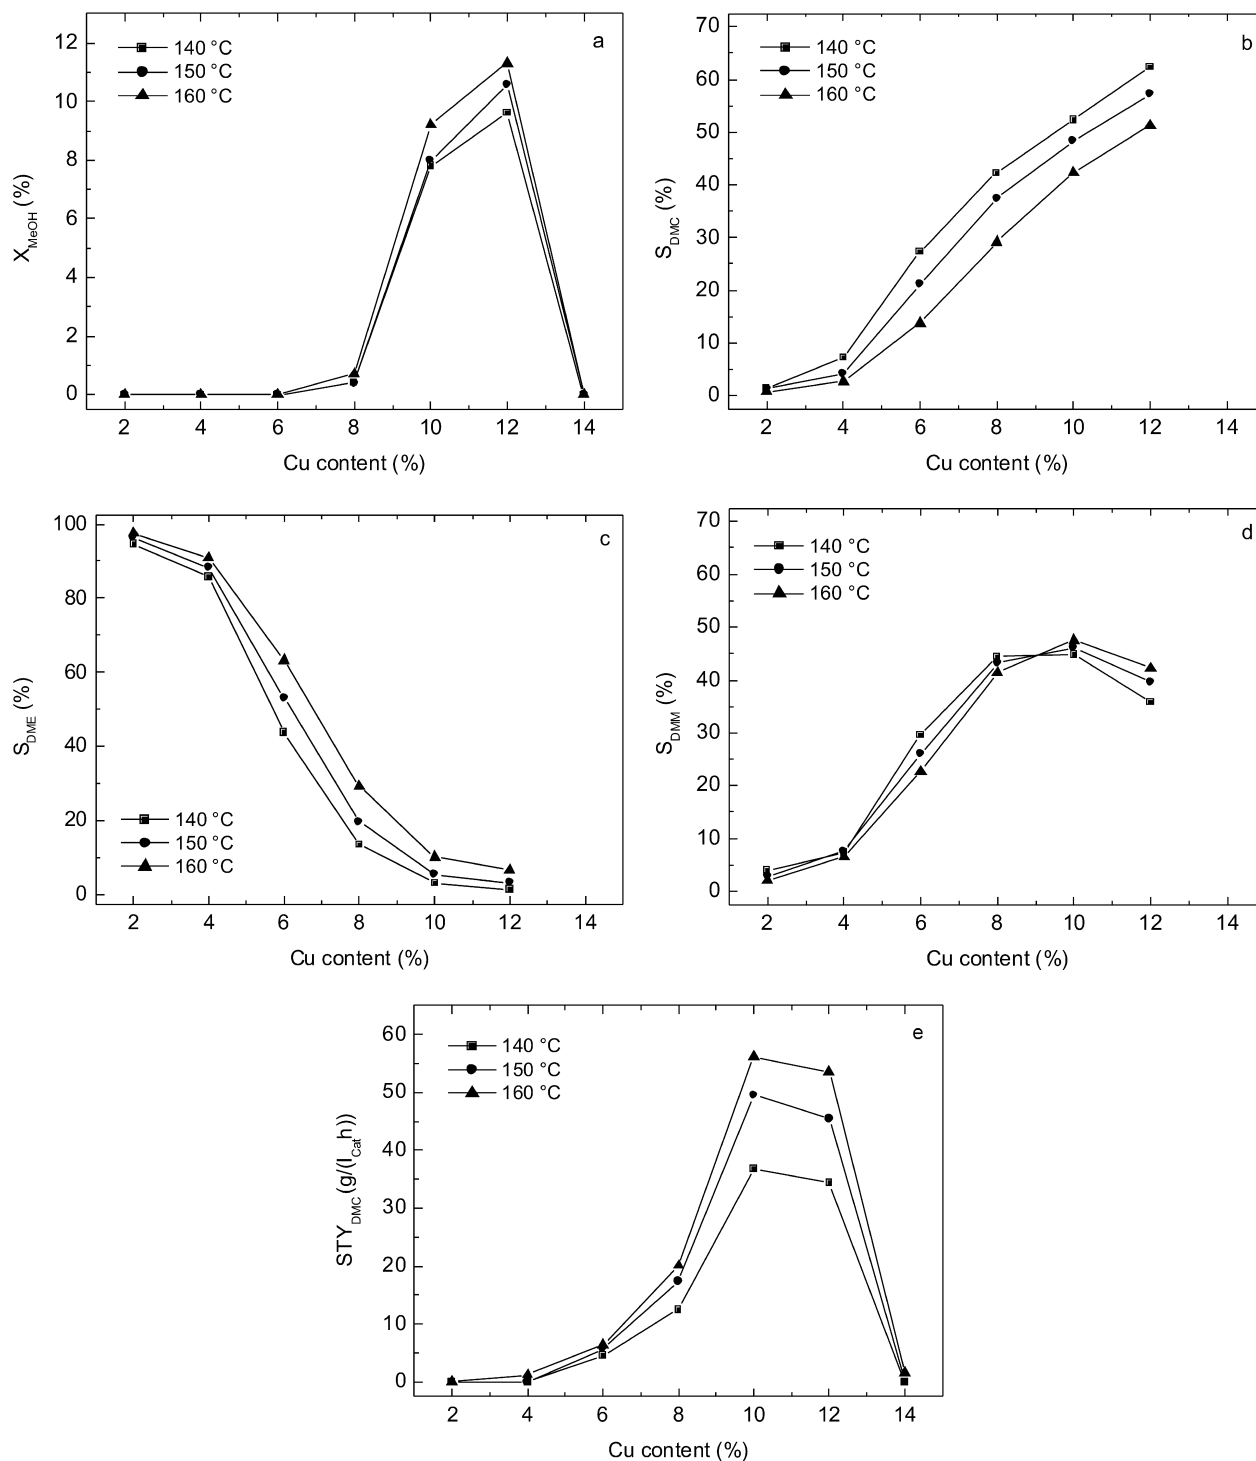 a
140 °C
150 °C
160 °C
12
10
8
6
4
2
0
X_MeOH (%)
2 4 6 8 10 12 14
Cu content (%)
b
140 °C
150 °C
160 °C
70
60
50
40
30
20
10
0
S_DMC (%)
2 4 6 8 10 12 14
Cu content (%)
c
100
80
60
40
20
0
S_DME (%)
140 °C
150 °C
160 °C
2 4 6 8 10 12 14
Cu content (%)
d
140 °C
150 °C
160 °C
70
60
50
40
30
20
10
0
S_DMM (%)
2 4 6 8 10 12 14
Cu content (%)
e
140 °C
150 °C
160 °C
60
50
40
30
20
10
0
STY_DMC (g/(l_Cat h))
2 4 6 8 10 12 14
Cu content (%)